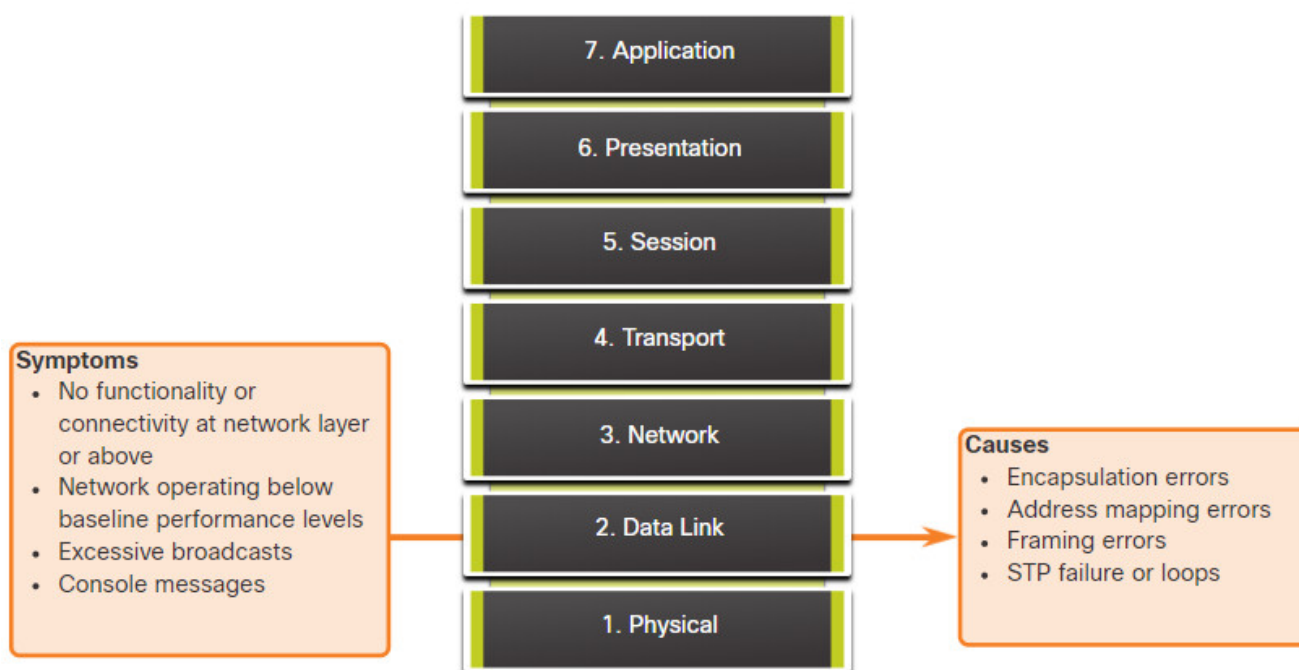 7. Application
6. Presentation
5. Session
4. Transport
3. Network
2. Data Link
1. Physical
Symptoms
• No functionality or
connectivity at network layer
or above
• Network operating below
baseline performance levels
• Excessive broadcasts
• Console messages
Causes
• Encapsulation errors
• Address mapping errors
• Framing errors
• STP failure or loops